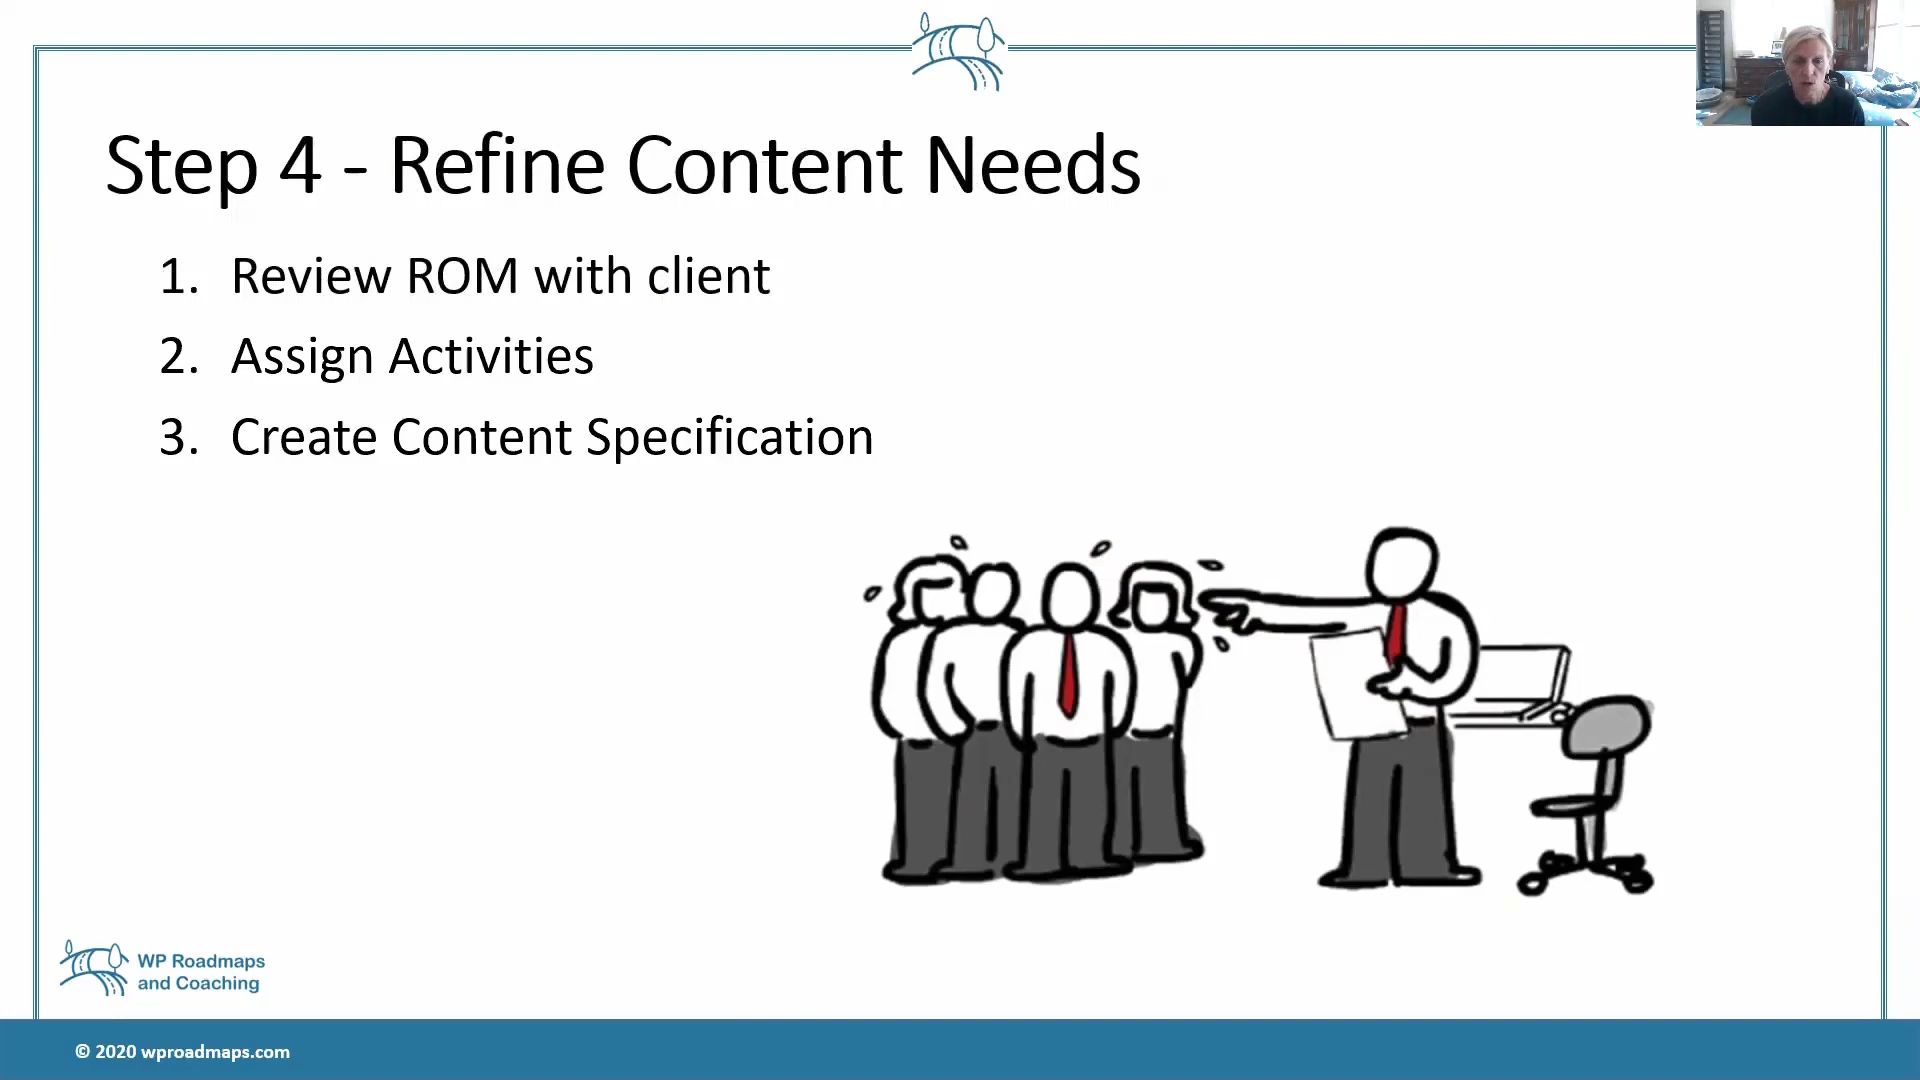 Step 4 - Refine Content Needs
1. Review ROM with client
2. Assign Activities
3. Create Content Specification
WP Roadmaps
and Coaching
© 2020 wproadmaps.com